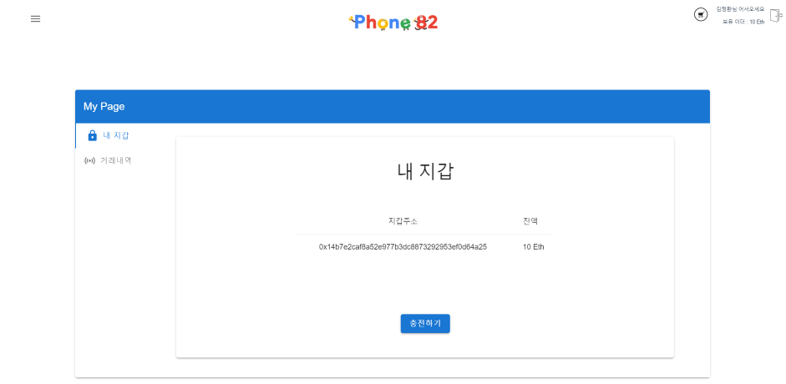 Phone 82
김정환님 어서오세요
보유 이더 : 10 Eth
My Page
내 지갑
거래내역
내 지갑
지갑주소 잔액
0x14b7e2caf8a52e977b3dc8873292953ef0d64a25 10 Eth
충전하기